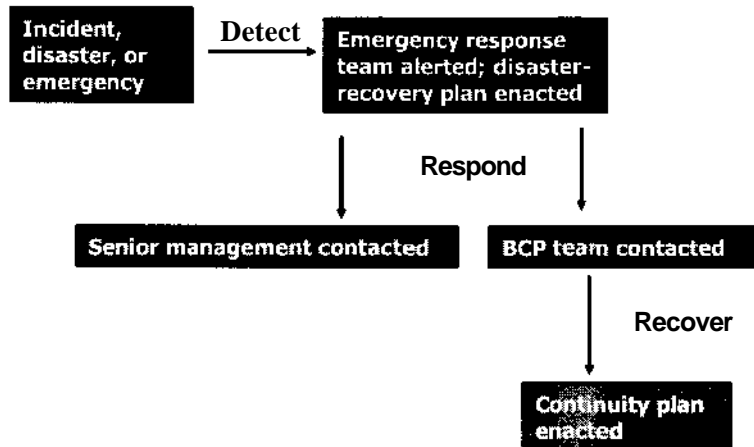 Incident,
disaster, or
emergency
Detect
Emergency response
team alerted; disaster-
recovery plan enacted
Respond
Senior management contacted
BCP team contacted
Recover
Continuity plan
enacted